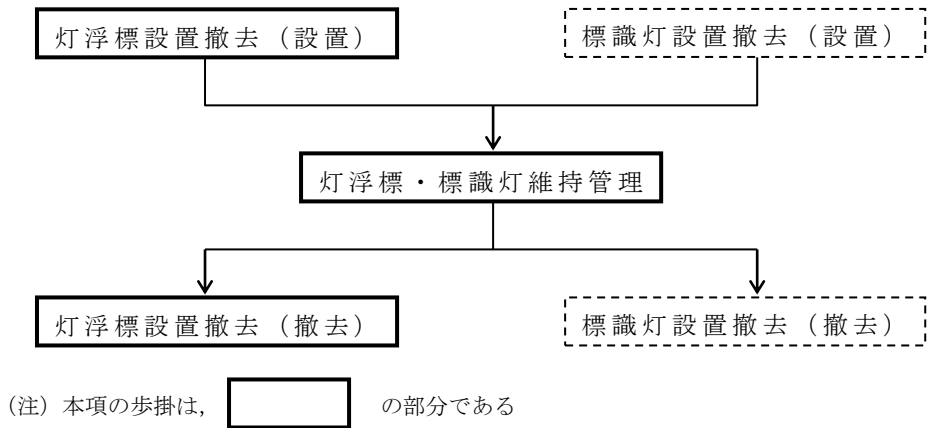 灯浮標設置撤去（設置）
標識灯設置撤去（設置）
灯浮標・標識灯維持管理
灯浮標設置撤去（撤去）
標識灯設置撤去（撤去）
（注）本項の歩掛は， の部分である